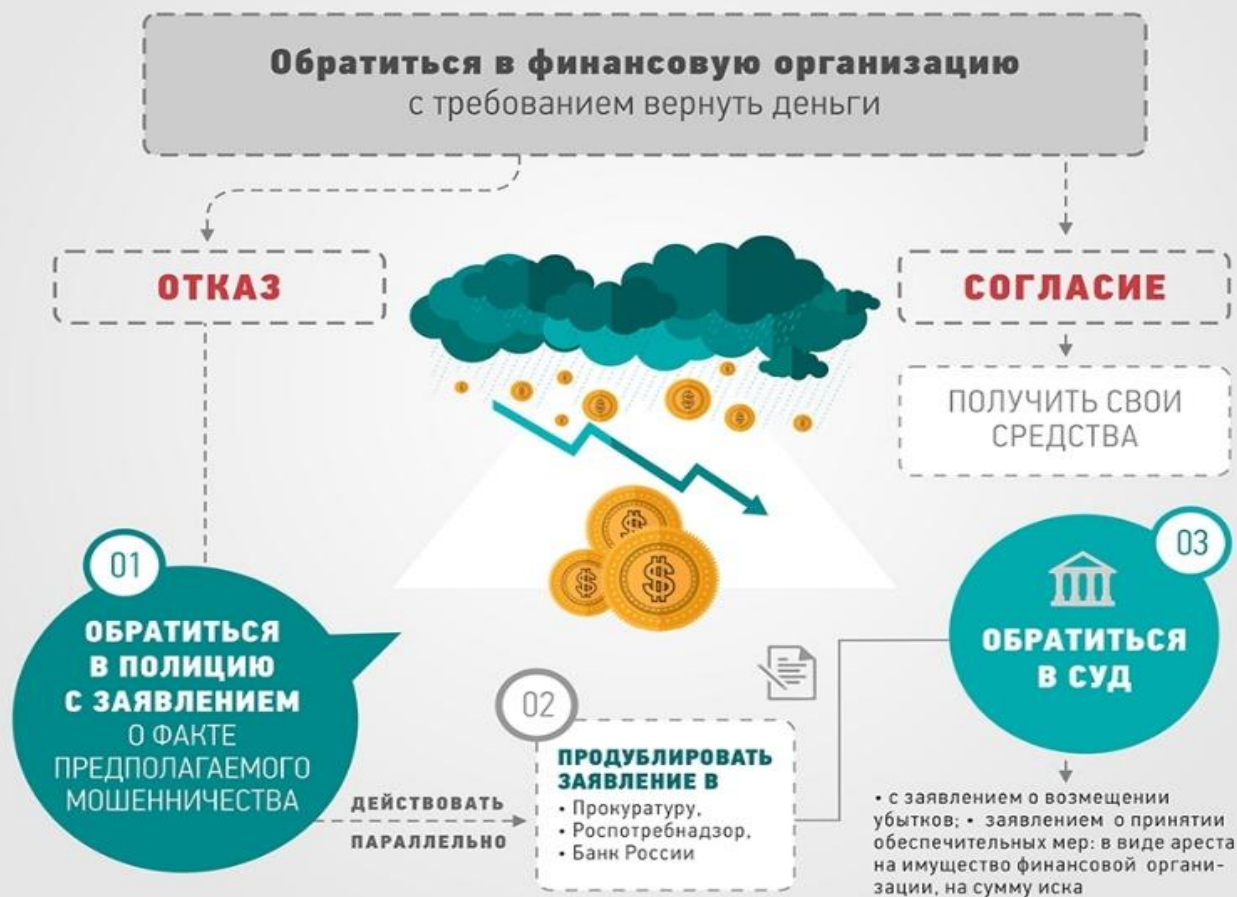 Обратиться в финансовую организацию
с требованием вернуть деньги
ОТКАЗ
СОГЛАСИЕ
ПОЛУЧИТЬ СВОИ
СРЕДСТВА
01
ОБРАТИТЬСЯ
В ПОЛИЦИЮ
С ЗАЯВЛЕНИЕМ
О ФАКТЕ
ПРЕДПОЛАГАЕМОГО
МОШЕННИЧЕСТВА
ДЕЙСТВОВАТЬ
ПАРАЛЛЕЛЬНО
02
ПРОДУБЛИРОВАТЬ
ЗАЯВЛЕНИЕ В
• Прокуратуру,
• Роспотребнадзор,
• Банк России
03
ОБРАТИТЬСЯ
В СУД
• с заявлением о возмещении
убытков; • заявлением о принятии
обеспечительных мер: в виде ареста
на имущество финансовой органи-
зации, на сумму иска